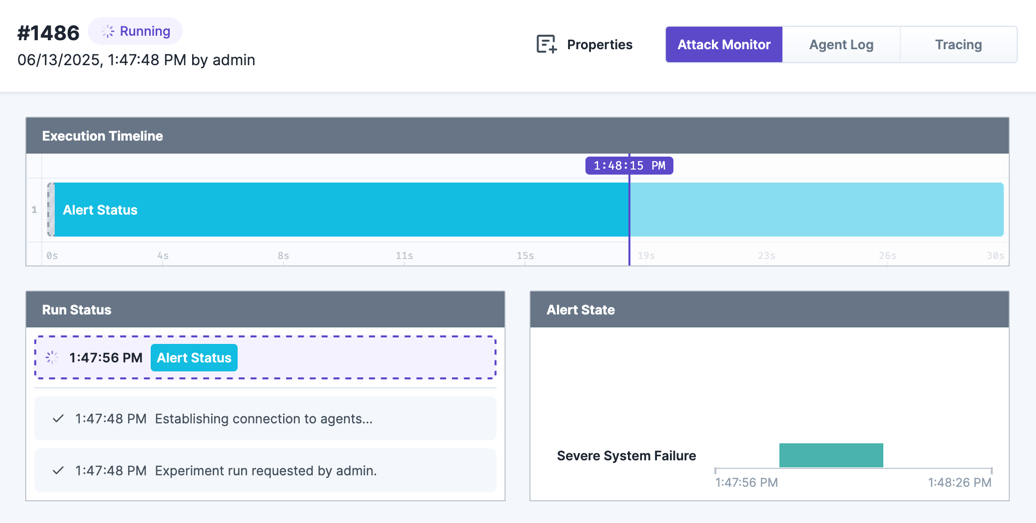 #1486 Running
06/13/2025, 1:47:48 PM by admin
Properties
Attack Monitor
Agent Log
Tracing
Execution Timeline
1:48:15 PM
1
Alert Status
0s 4s 8s 11s 15s 19s 23s 26s 30s
Run Status
1:47:56 PM Alert Status
1:47:48 PM Establishing connection to agents...
1:47:48 PM Experiment run requested by admin.
Alert State
Severe System Failure
1:47:56 PM 1:48:26 PM